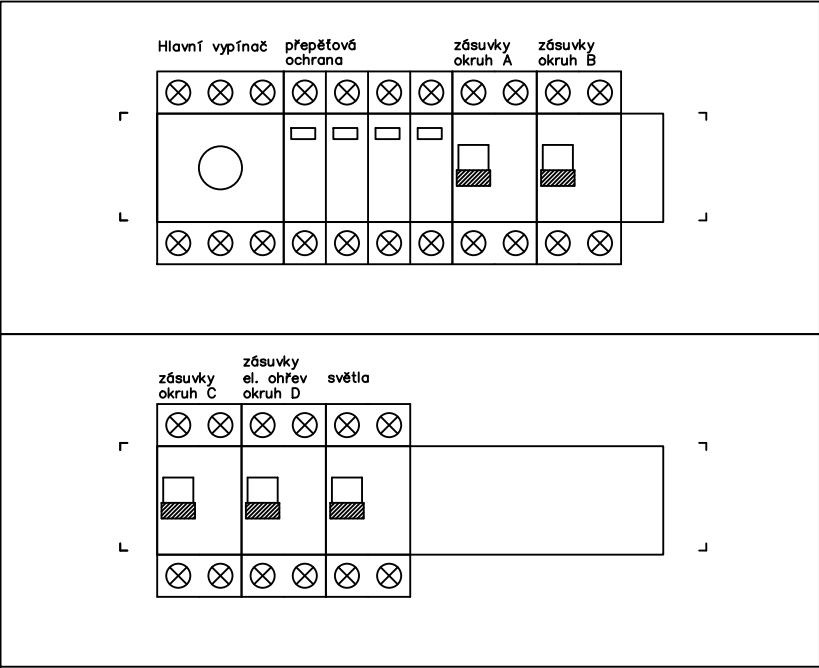 Hlavní vypínač
přepěťová
ochrana
zásuvky
okruh A
zásuvky
okruh B
zásuvky
okruh C
zásuvky
el. ohřev
okruh D
světla